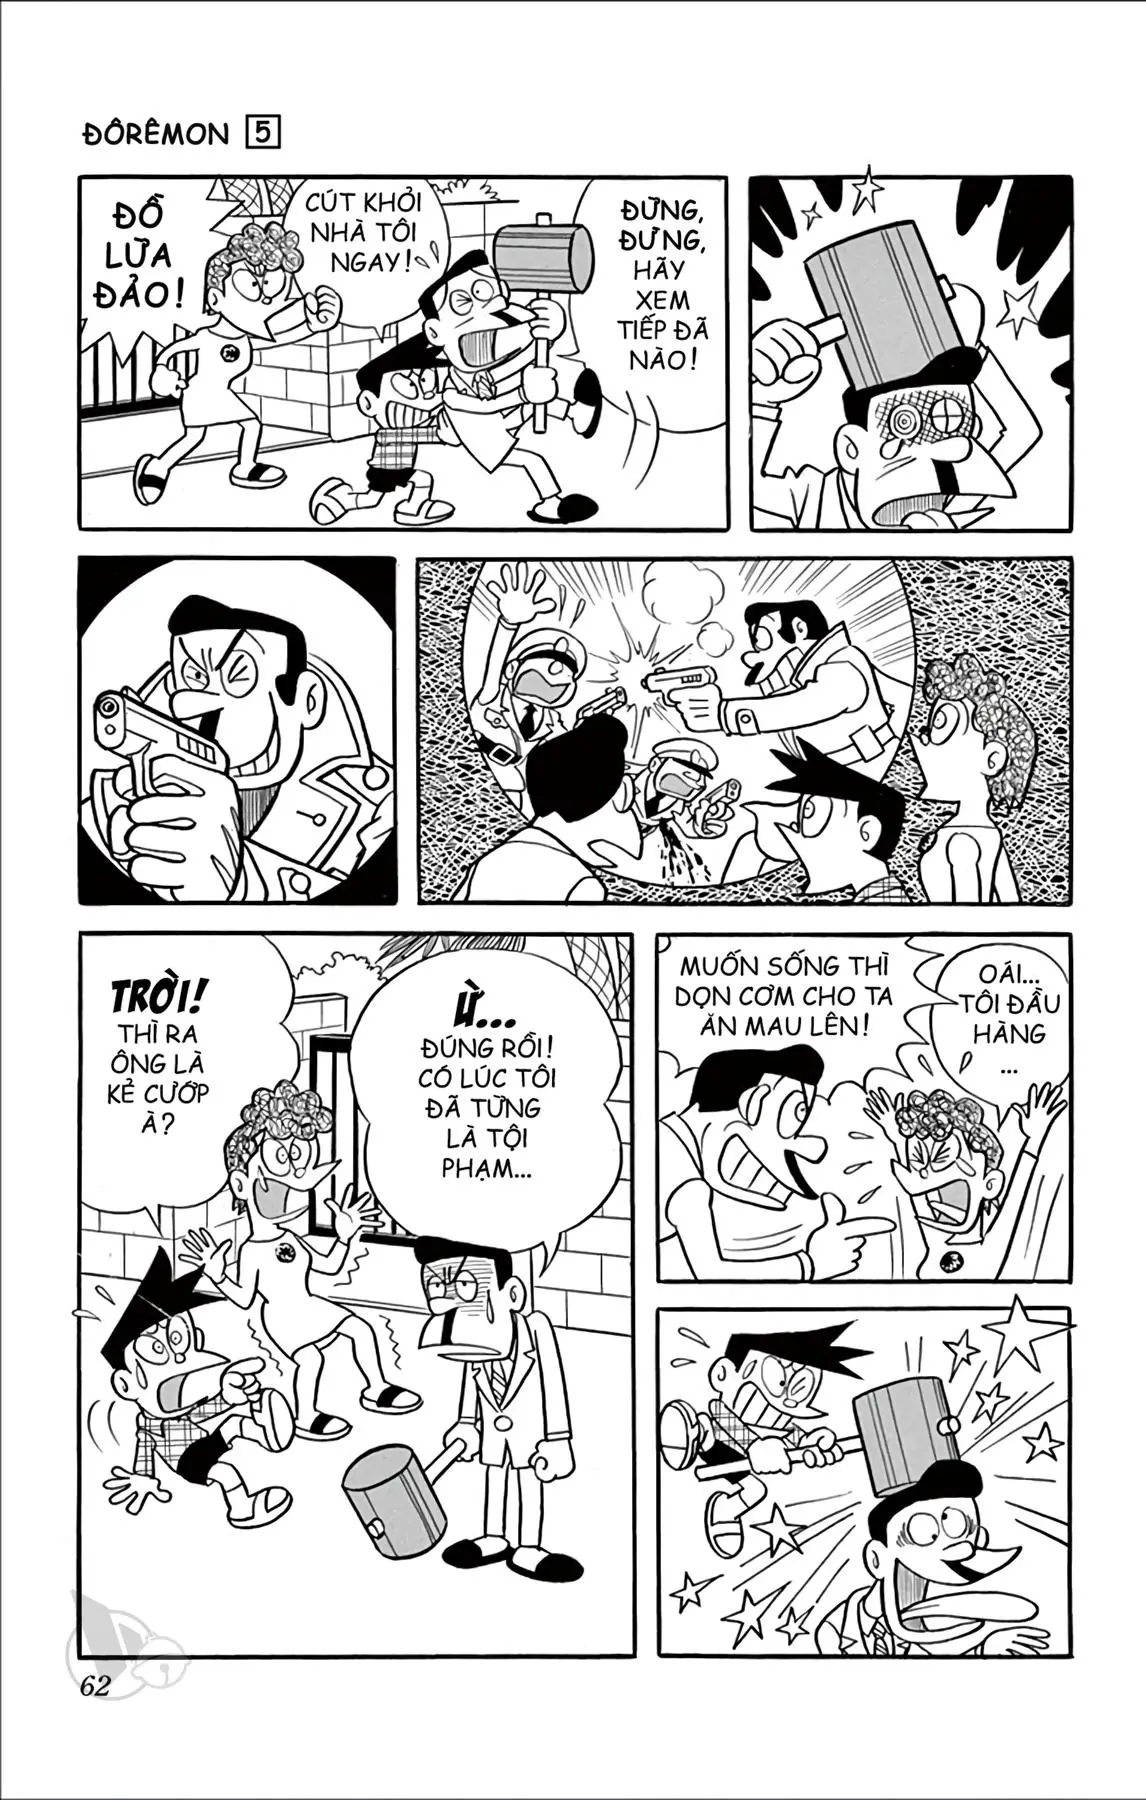 ĐÔRÊMON 5
ĐỒ
LỪA
ĐẢO!
CÚT KHỎI
NHÀ TÔI
NGAY!
ĐỪNG,
ĐƯNG,
HÃY
XEM
TIẾP ĐÃ
NÀO!
TRỜI!
THÌ RA
ÔNG LÀ
KẺ CƯỚP
À?
Ừ...
ĐÚNG RỒI!
CÓ LÚC TÔI
ĐÃ TỪNG
LÀ TỘI
PHẠM...
MUỐN SỐNG THÌ
DỌN CƠM CHO TA
ĂN MAU LÊN!
OÁI...
TÔI ĐẦU
HÀNG
...
62